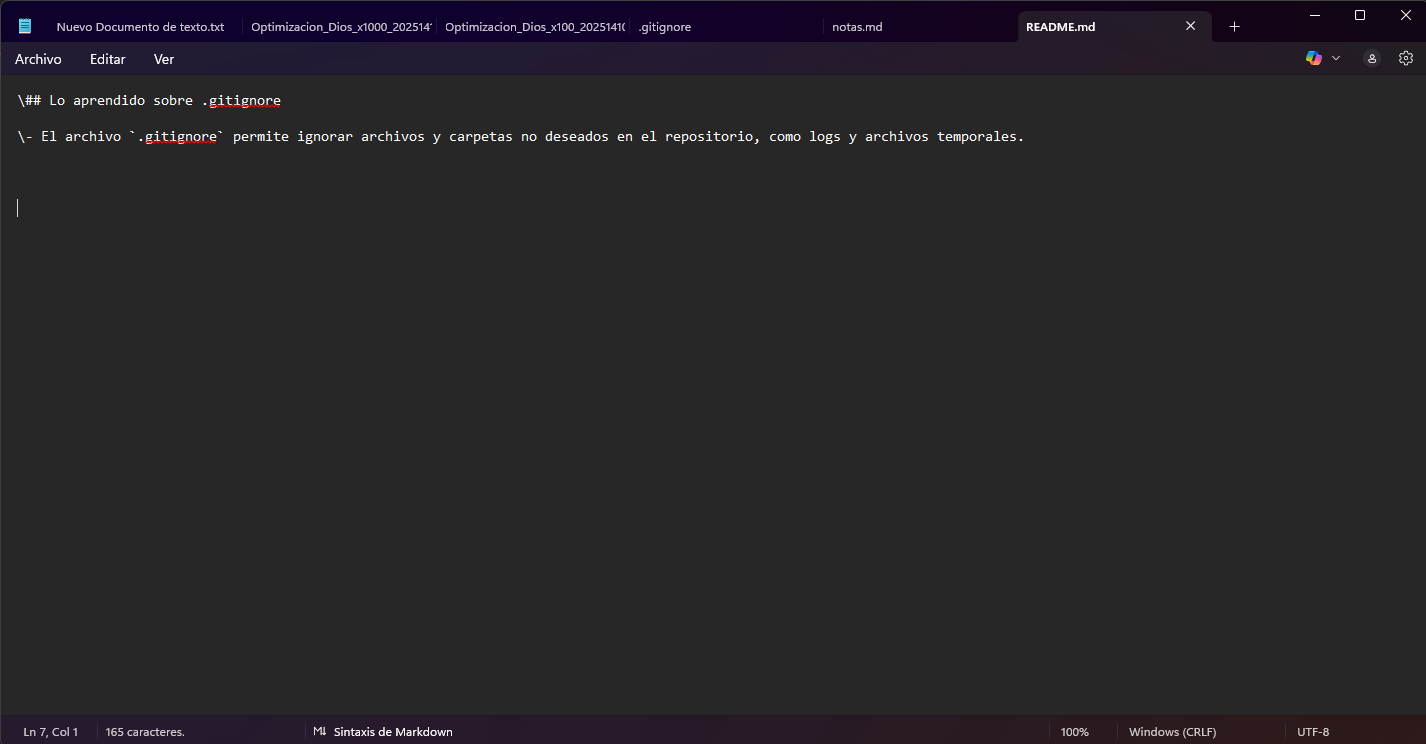 Nuevo Documento de texto.txt
Optimizacion_Dios_x1000_202514
Optimizacion_Dios_x100_2025141
.gitignore
notas.md
README.md
Archivo
Editar
Ver
\## Lo aprendido sobre .gitignore
\- El archivo `.gitignore` permite ignorar archivos y carpetas no deseados en el repositorio, como logs y archivos temporales.
Ln 7, Col 1
165 caracteres.
M↓ Sintaxis de Markdown
100%
Windows (CRLF)
UTF-8